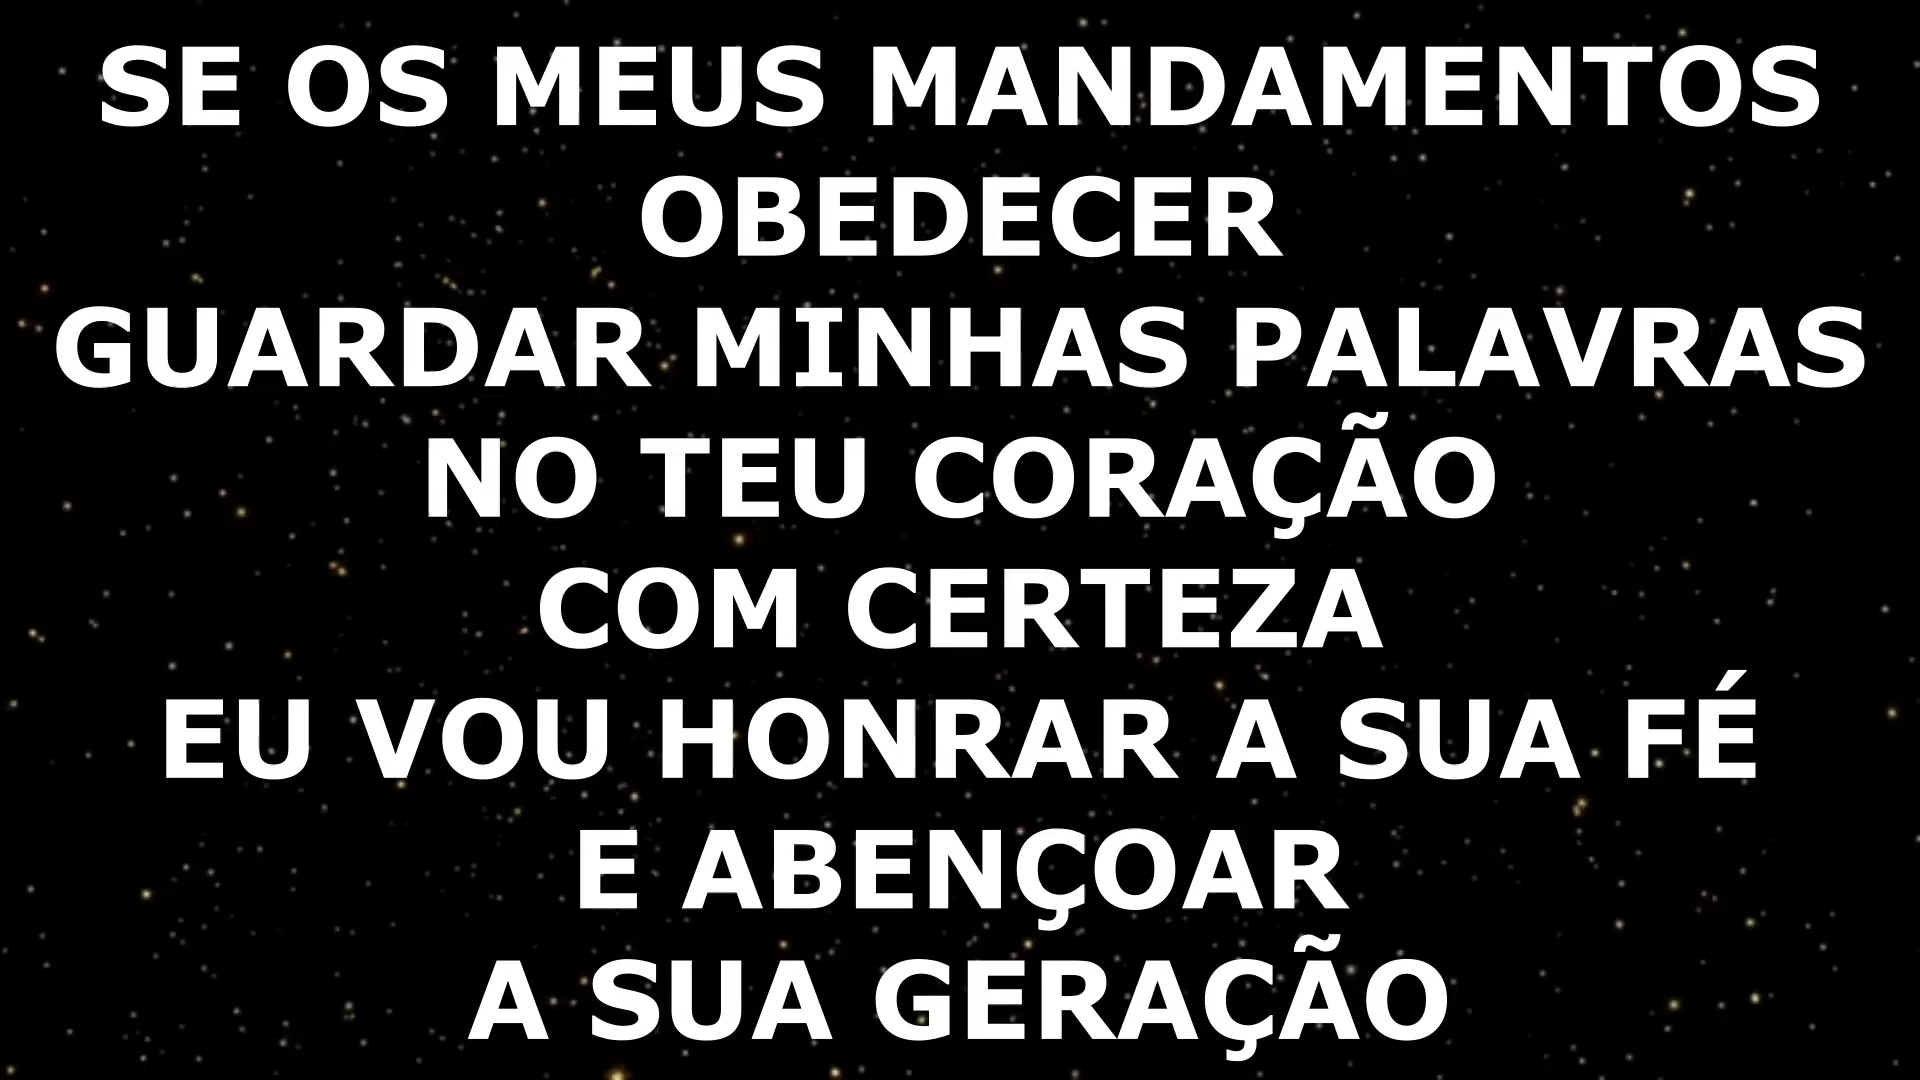 SE OS MEUS MANDAMENTOS
OBEDECER
GUARDAR MINHAS PALAVRAS
NO TEU CORAÇÃO
COM CERTEZA
EU VOU HONRAR A SUA FÉ
E ABENÇOAR
A SUA GERAÇÃO